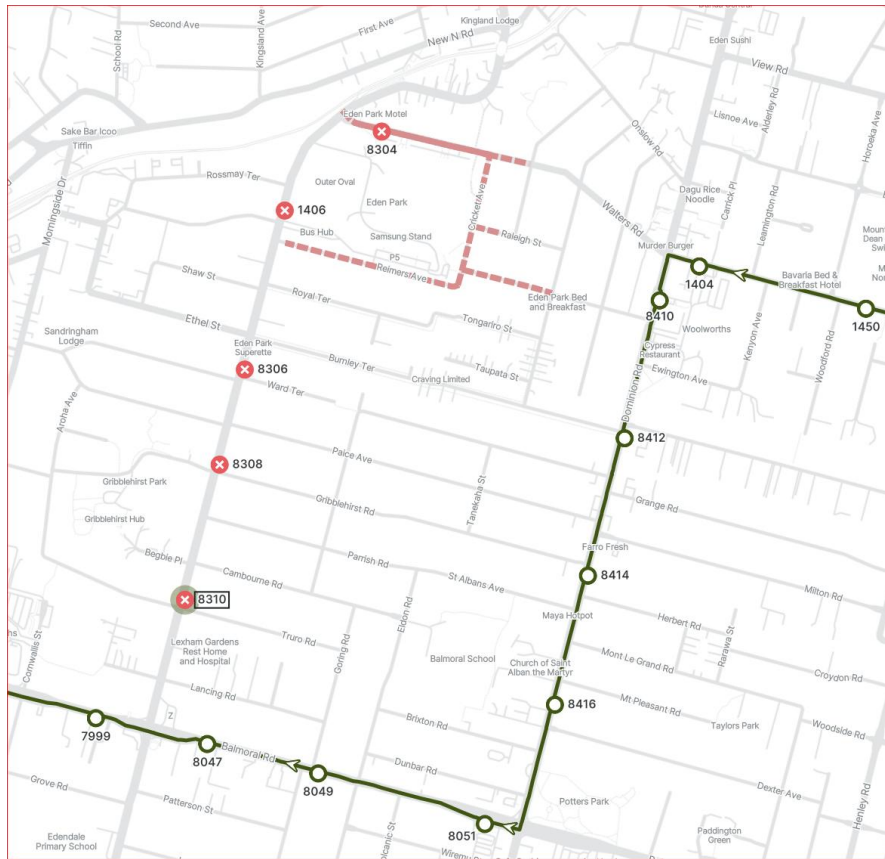 Second Ave
School Rd
Kingsland Ave
First Ave
New N Rd
Kingland Lodge
Eden Sushi
View Rd
Lisnoe Ave
Alderley Rd
Horoeka Ave
Sake Bar Icoo
Tiffin
Eden Park Motel
8304
Onslow Rd
Morningside Dr
Rossmay Ter
Outer Oval
Eden Park
Cricket Ave
Dagu Rice
Noodle
Carrick Pl
Leamington Rd
1406
Bus Hub
Samsung Stand
Raleigh St
Walters Rd
Murder Burger
P5
Reimers Ave
Shaw St
Royal Ter
Eden Park Bed
and Breakfast
1404
Bavaria Bed &
Breakfast Hotel
8410
1450
Ethel St
Tongariro St
Woolworths
Kenyon Ave
Woodford Rd
Sandringham
Lodge
Eden Park
Superette
8306
Burnley Ter
Taupata St
Craving Limited
Cypress
Restaurant
Ewington Ave
Dominion Rd
Ward Ter
Aroha Ave
8412
8308
Paice Ave
Gribblehirst Park
Gribblehirst Hub
Gribblehirst Rd
Tanekaha St
Grange Rd
Begbie Pl
Parrish Rd
Farro Fresh
Cambourne Rd
St Albans Ave
8414
Milton Rd
8310
Eldon Rd
Maya Hotpot
Herbert Rd
Rarawa St
Truro Rd
Goring Rd
Cornwallis St
Lexham Gardens
Rest Home
and Hospital
Balmoral School
Church of Saint
Alban the Martyr
Mont Le Grand Rd
Croydon Rd
Lancing Rd
8416
Mt Pleasant Rd
7999
Z
Brixton Rd
Taylors Park
Woodside Rd
8047
Balmoral Rd
8049
Dunbar Rd
Grove Rd
Patterson St
Potters Park
Dexter Ave
Henley Rd
8051
Edendale
Primary School
Paddington
Green